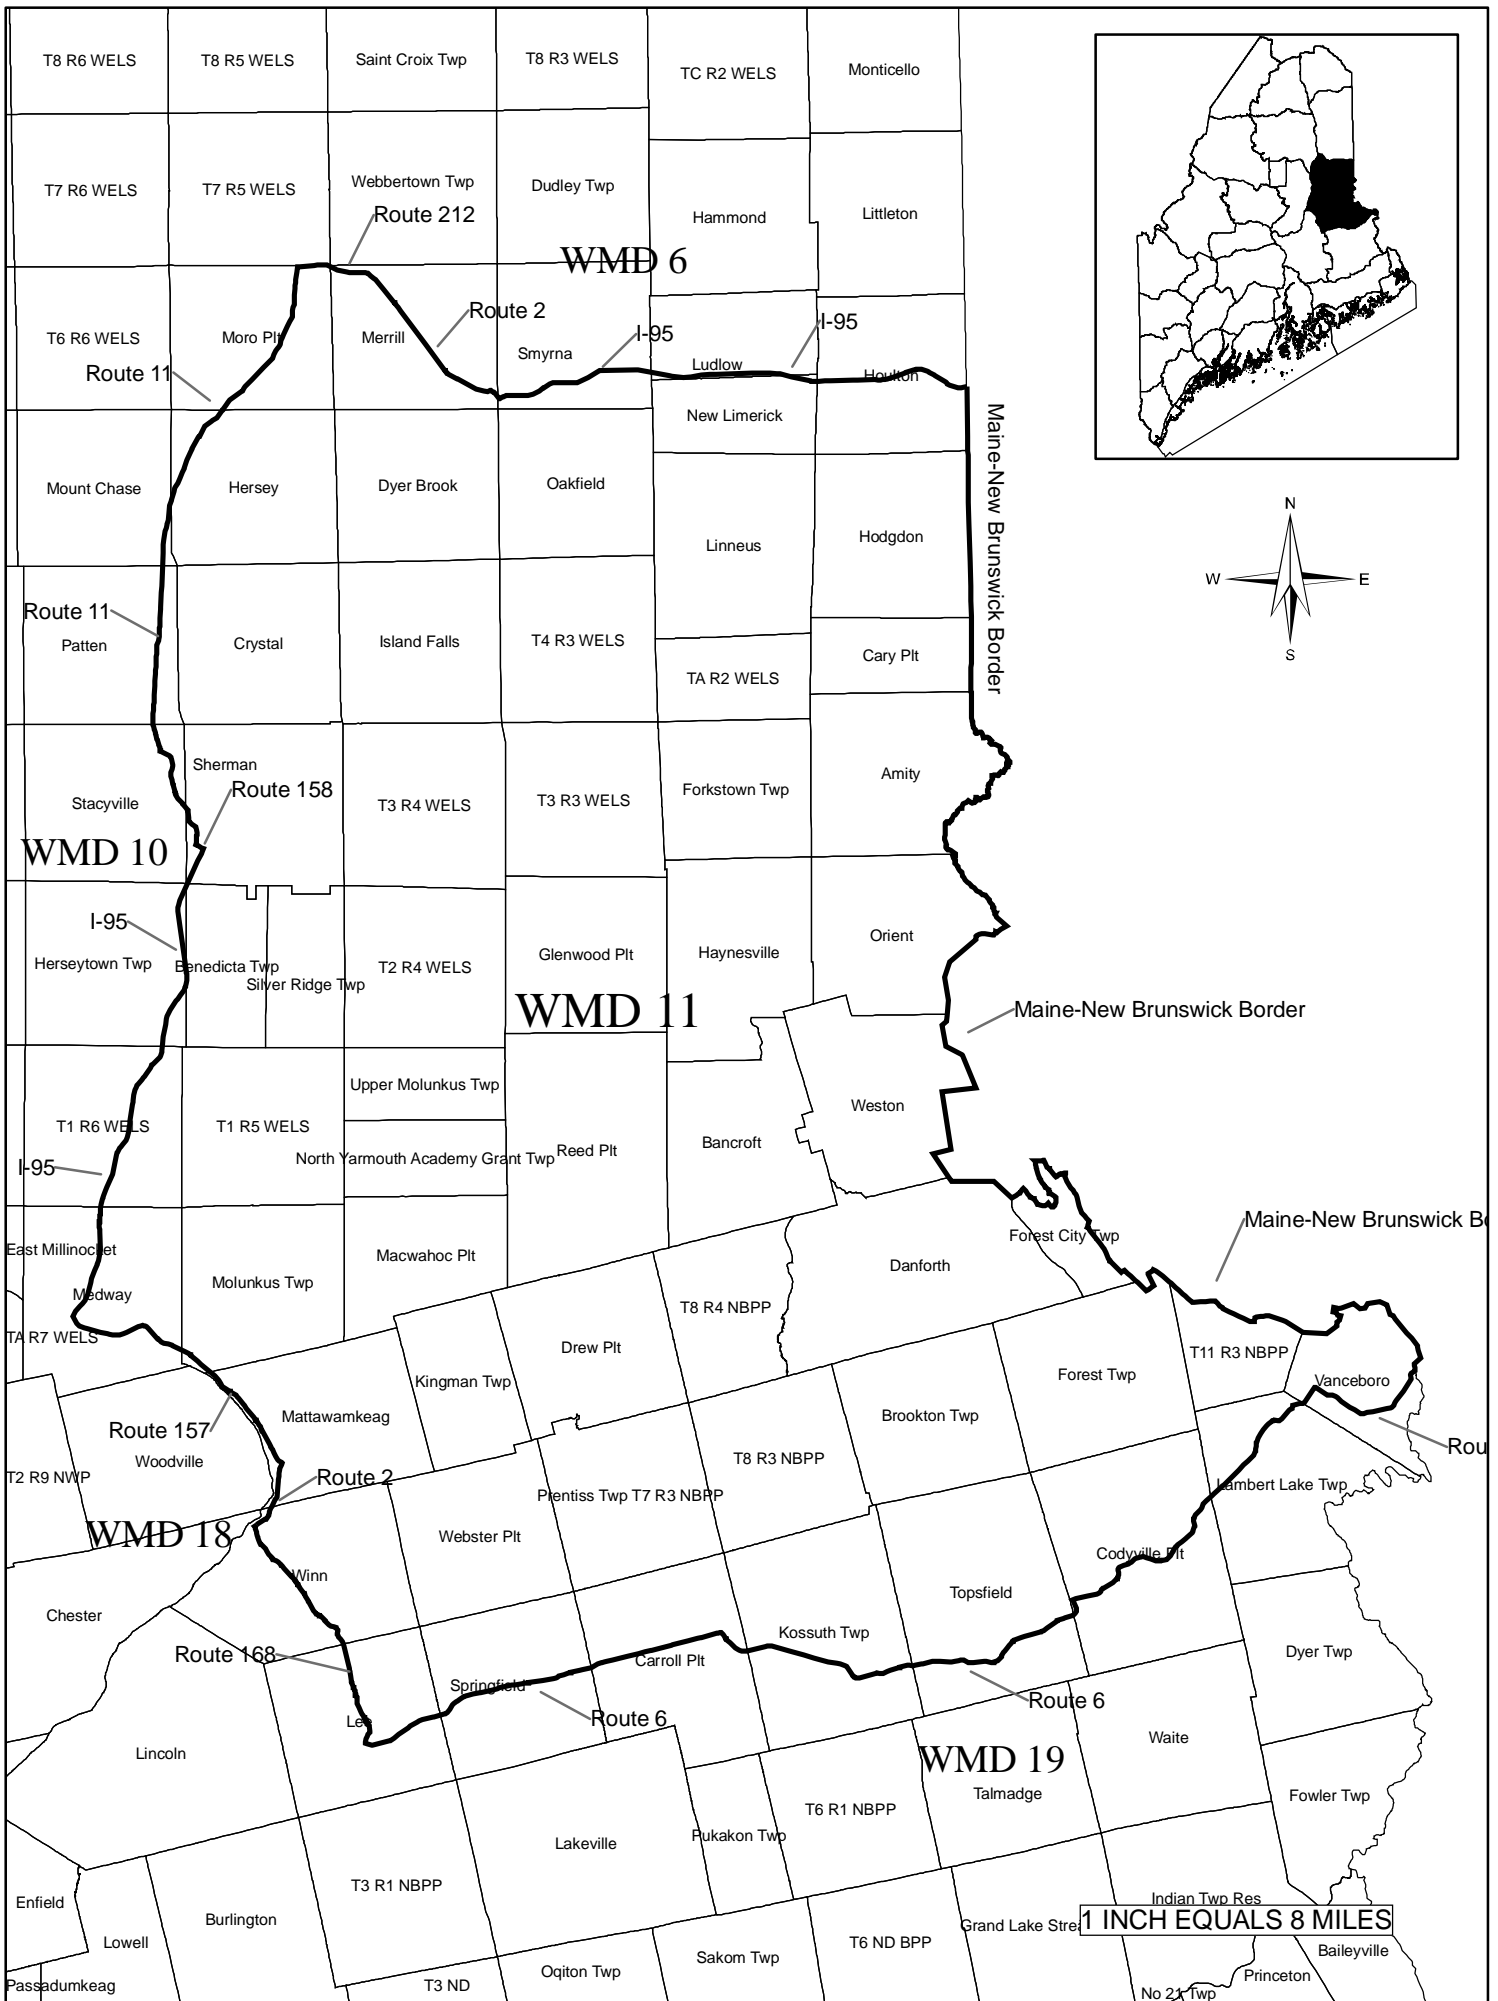 T8 R6 WELS
T8 R5 WELS
Saint Croix Twp
T8 R3 WELS
TC R2 WELS
Monticello
T7 R6 WELS
T7 R5 WELS
Webbertown Twp
Dudley Twp
Hammond
Littleton
Route 212
WMD 6
Route 2
I-95
I-95
T6 R6 WELS
Moro Plt
Merrill
Smyrna
Ludlow
Houlton
Route 11
New Limerick
Maine-New Brunswick Border
N
W
E
S
Mount Chase
Hersey
Dyer Brook
Oakfield
Linneus
Hodgdon
Route 11
Patten
Crystal
Island Falls
T4 R3 WELS
TA R2 WELS
Cary Plt
Sherman
Route 158
Stacyville
T3 R4 WELS
T3 R3 WELS
Forkstown Twp
Amity
WMD 10
I-95
Herseytown Twp
Benedicta Twp
Silver Ridge Twp
T2 R4 WELS
Glenwood Plt
Haynesville
Orient
WMD 11
Maine-New Brunswick Border
Upper Molunkus Twp
Weston
T1 R6 WELS
T1 R5 WELS
North Yarmouth Academy Grant Twp
Reed Plt
Bancroft
I-95
East Millinocket
Medway
Molunkus Twp
Macwahoc Plt
Danforth
Forest City Twp
Maine-New Brunswick Bo
TA R7 WELS
T8 R4 NBPP
Drew Plt
Kingman Twp
T11 R3 NBPP
Vanceboro
Forest Twp
Brookton Twp
Mattawamkeag
Route 157
Woodville
Rou
T2 R9 NWP
Route 2
T8 R3 NBPP
Prentiss Twp T7 R3 NBPP
Lambert Lake Twp
WMD 18
Webster Plt
Codyville Plt
Winn
Topsfield
Chester
Kossuth Twp
Dyer Twp
Route 168
Carroll Plt
Springfield
Route 6
Route 6
Lee
Lincoln
WMD 19
Waite
Talmadge
Fowler Twp
T6 R1 NBPP
Pukakon Twp
Lakeville
T3 R1 NBPP
Enfield
Burlington
Indian Twp Res
Grand Lake Strea
1 INCH EQUALS 8 MILES
Lowell
T6 ND BPP
Baileyville
Sakom Twp
Oqiton Twp
Princeton
Passadumkeag
T3 ND
No 21 Twp